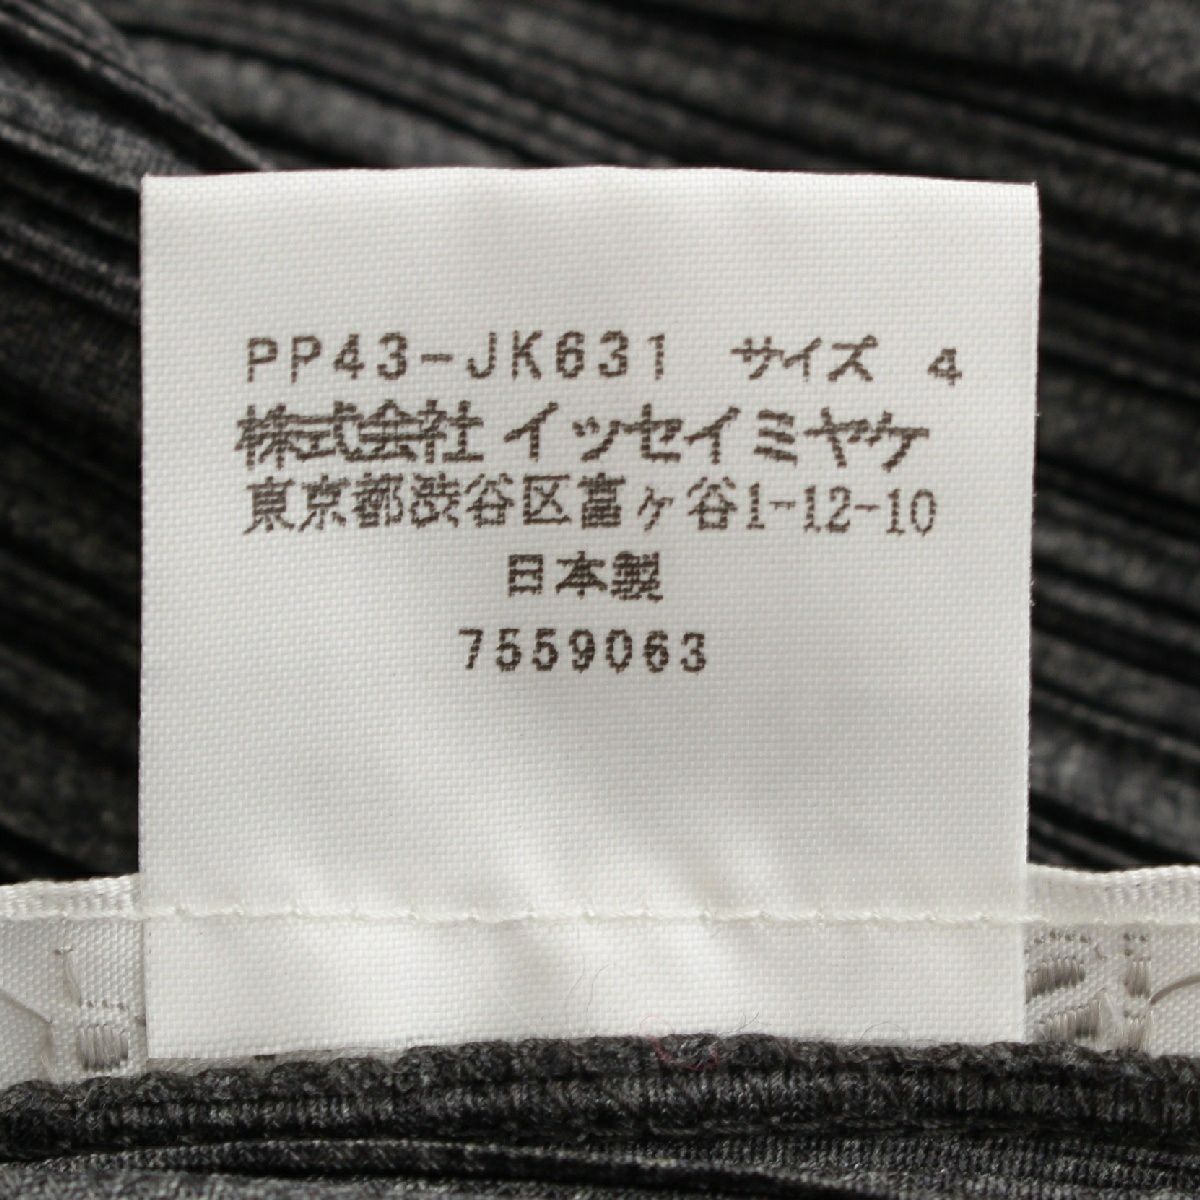 PP43-JK631 サイズ 4
株式会社 イッセイミヤケ
東京都渋谷区富ヶ谷1-12-10
日本製
7559063